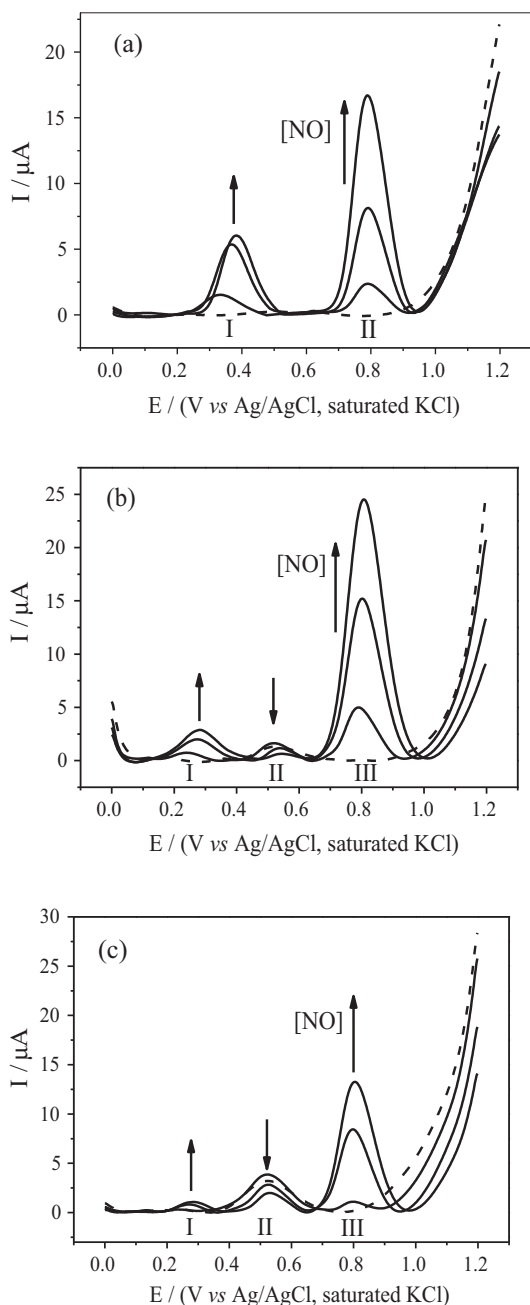 (a)
25
20
15
10
5
0
I / μA
[NO]
I
II
0.0 0.2 0.4 0.6 0.8 1.0 1.2
E / (V vs Ag/AgCl, saturated KCl)
(b)
25
20
15
10
5
0
I / μA
[NO]
I
II
III
0.0 0.2 0.4 0.6 0.8 1.0 1.2
E / (V vs Ag/AgCl, saturated KCl)
(c)
30
25
20
15
10
5
0
I / μA
[NO]
I
II
III
0.0 0.2 0.4 0.6 0.8 1.0 1.2
E / (V vs Ag/AgCl, saturated KCl)